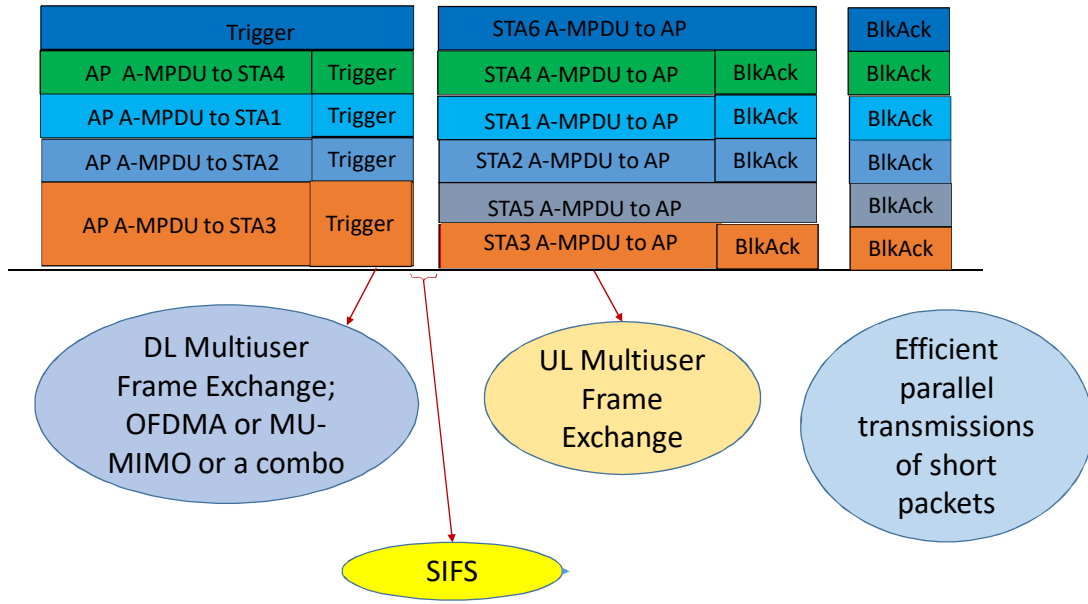 Trigger
AP A-MPDU to STA4
Trigger
AP A-MPDU to STA1
Trigger
AP A-MPDU to STA2
Trigger
AP A-MPDU to STA3
Trigger
STA6 A-MPDU to AP
STA4 A-MPDU to AP
BlkAck
STA1 A-MPDU to AP
BlkAck
STA2 A-MPDU to AP
BlkAck
STA5 A-MPDU to AP
STA3 A-MPDU to AP
BlkAck
BlkAck
BlkAck
BlkAck
BlkAck
BlkAck
BlkAck
DL Multiuser
Frame Exchange;
OFDMA or MU-
MIMO or a combo
UL Multiuser
Frame
Exchange
Efficient
parallel
transmissions
of short
packets
SIFS